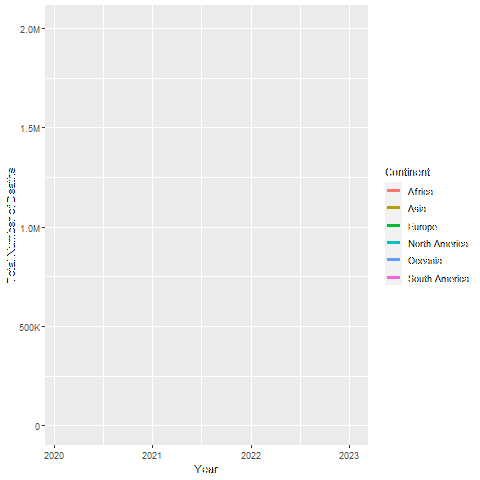 2.0M
1.5M
1.0M
500K
0
Total Number of Deaths
2020 2021 2022 2023
Year
Continent
Africa
Asia
Europe
North America
Oceania
South America